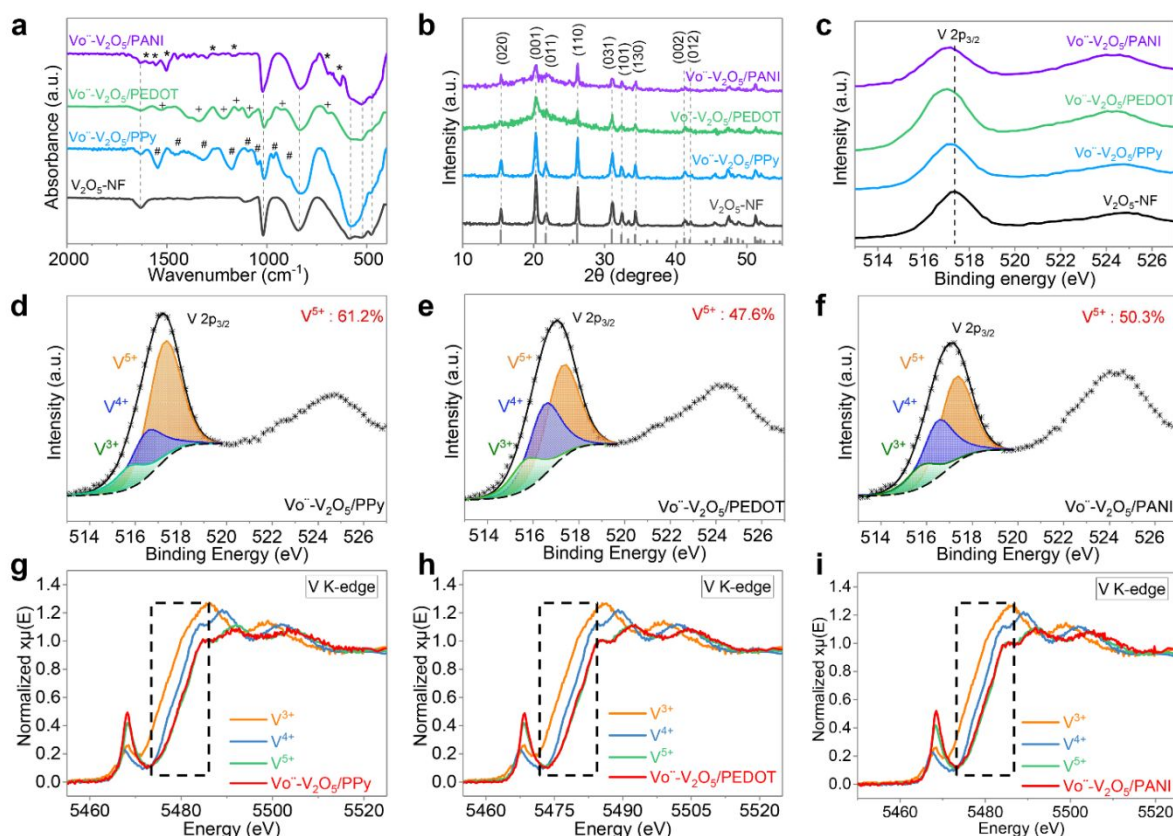 a
Absorbance (a.u.)
Vo¨-V₂O₅/PANI
* * * * * * *
Vo¨-V₂O₅/PEDOT
+ + + + + + +
Vo¨-V₂O₅/PPy
# # # # # # # #
V₂O₅-NF
2000 1500 1000 500
Wavenumber (cm⁻¹)
b
Intensity (a.u.)
(020) (001) (011) (110) (031) (101) (130) (002) (012)
Vo¨-V₂O₅/PANI
Vo¨-V₂O₅/PEDOT
Vo¨-V₂O₅/PPy
V₂O₅-NF
10 20 30 40 50
2θ (degree)
c
Intensity (a.u.)
V 2p₃/₂
Vo¨-V₂O₅/PANI
Vo¨-V₂O₅/PEDOT
Vo¨-V₂O₅/PPy
V₂O₅-NF
514 516 518 520 522 524 526
Binding energy (eV)
d
Intensity (a.u.)
V 2p₃/₂
V⁵⁺ : 61.2%
V⁵⁺
V⁴⁺
V³⁺
Vo¨-V₂O₅/PPy
514 516 518 520 522 524 526
Binding Energy (eV)
e
Intensity (a.u.)
V 2p₃/₂
V⁵⁺ : 47.6%
V⁵⁺
V⁴⁺
V³⁺
Vo¨-V₂O₅/PEDOT
514 516 518 520 522 524 526
Binding Energy (eV)
f
Intensity (a.u.)
V 2p₃/₂
V⁵⁺ : 50.3%
V⁵⁺
V⁴⁺
V³⁺
Vo¨-V₂O₅/PANI
514 516 518 520 522 524 526
Binding Energy (eV)
g
Normalized xμ(E)
1.4
1.2
1.0
0.8
0.6
0.4
0.2
0.0
V K-edge
V³⁺
V⁴⁺
V⁵⁺
Vo¨-V₂O₅/PPy
5460 5480 5500 5520
Energy (eV)
h
Normalized xμ(E)
1.4
1.2
1.0
0.8
0.6
0.4
0.2
0.0
V K-edge
V³⁺
V⁴⁺
V⁵⁺
Vo¨-V₂O₅/PEDOT
5460 5475 5490 5505 5520
Energy (eV)
i
Normalized xμ(E)
1.4
1.2
1.0
0.8
0.6
0.4
0.2
0.0
V K-edge
V³⁺
V⁴⁺
V⁵⁺
Vo¨-V₂O₅/PANI
5460 5480 5500 5520
Energy (eV)